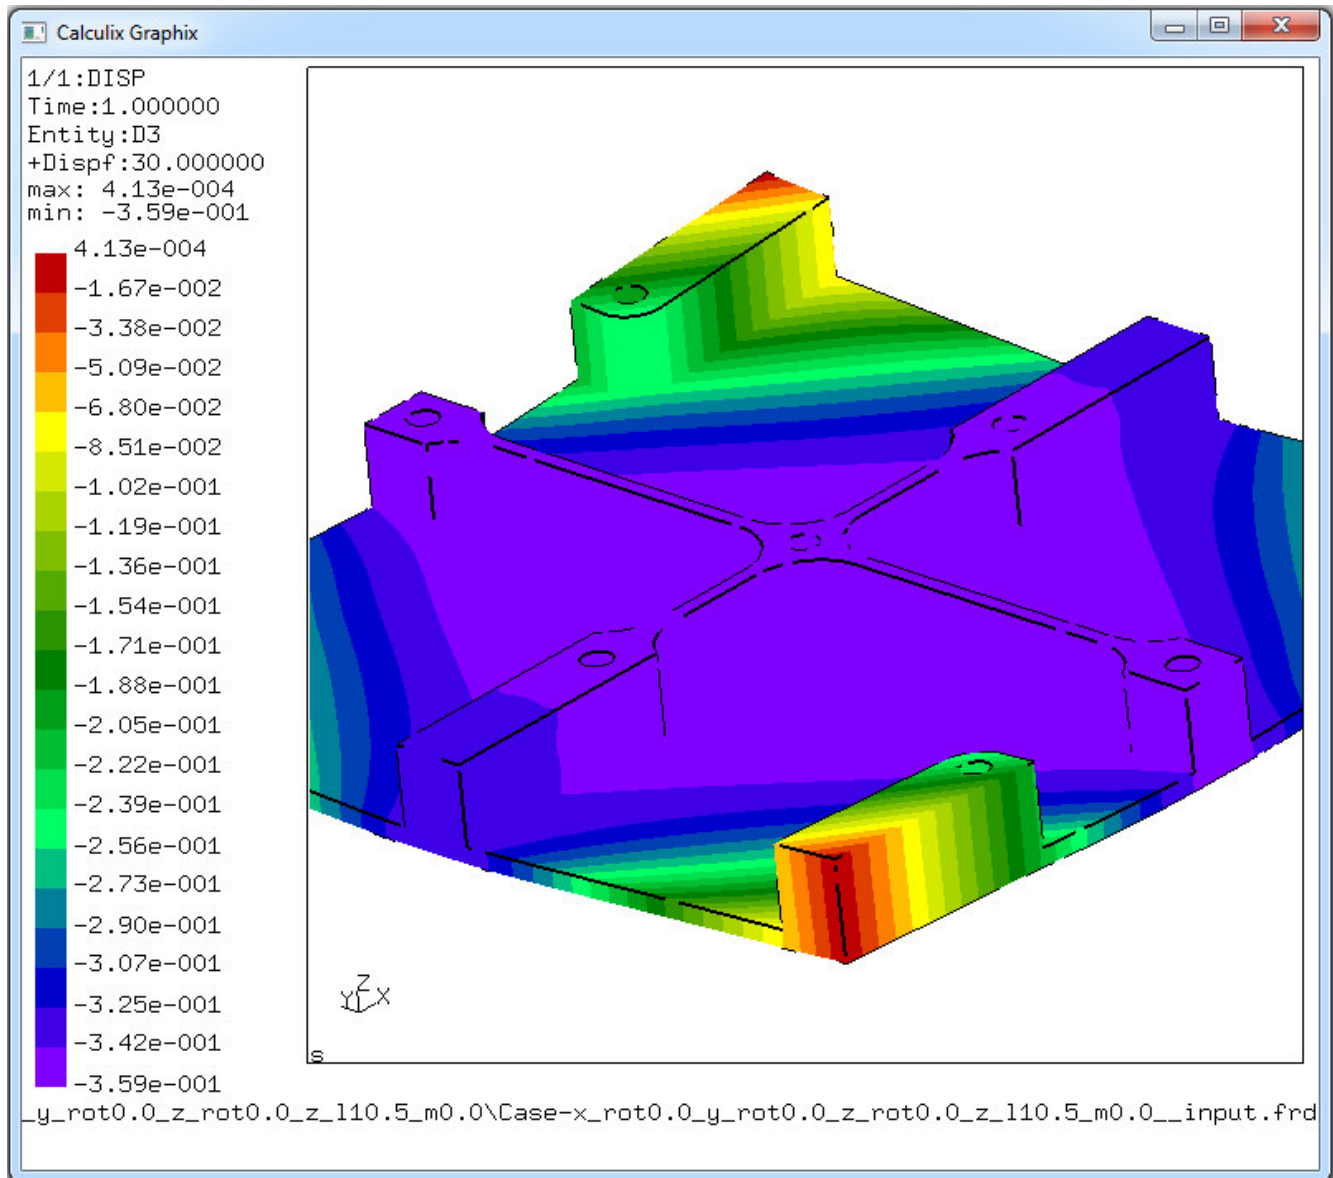 Calculix Graphix
1/1:DISP
Time:1.000000
Entity:D3
+Dispf:30.000000
max: 4.13e-004
min: -3.59e-001
4.13e-004
-1.67e-002
-3.38e-002
-5.09e-002
-6.80e-002
-8.51e-002
-1.02e-001
-1.19e-001
-1.36e-001
-1.54e-001
-1.71e-001
-1.88e-001
-2.05e-001
-2.22e-001
-2.39e-001
-2.56e-001
-2.73e-001
-2.90e-001
-3.07e-001
-3.25e-001
-3.42e-001
-3.59e-001
Z
Y X
s
_y_rot0.0_z_rot0.0_z_l10.5_m0.0\Case-x_rot0.0_y_rot0.0_z_rot0.0_z_l10.5_m0.0__input.frd